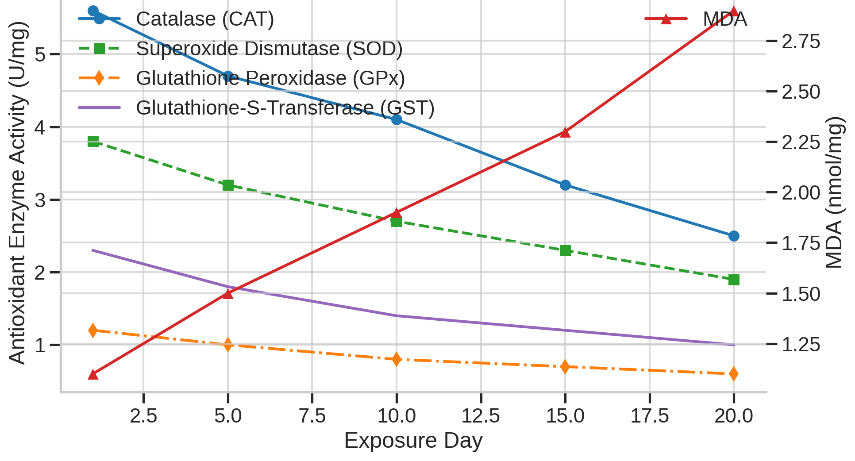 Catalase (CAT)
Superoxide Dismutase (SOD)
Glutathione Peroxidase (GPx)
Glutathione-S-Transferase (GST)
MDA
Antioxidant Enzyme Activity (U/mg)
5
4
3
2
1
2.75
2.50
2.25
2.00
1.75
1.50
1.25
MDA (nmol/mg)
2.5 5.0 7.5 10.0 12.5 15.0 17.5 20.0
Exposure Day